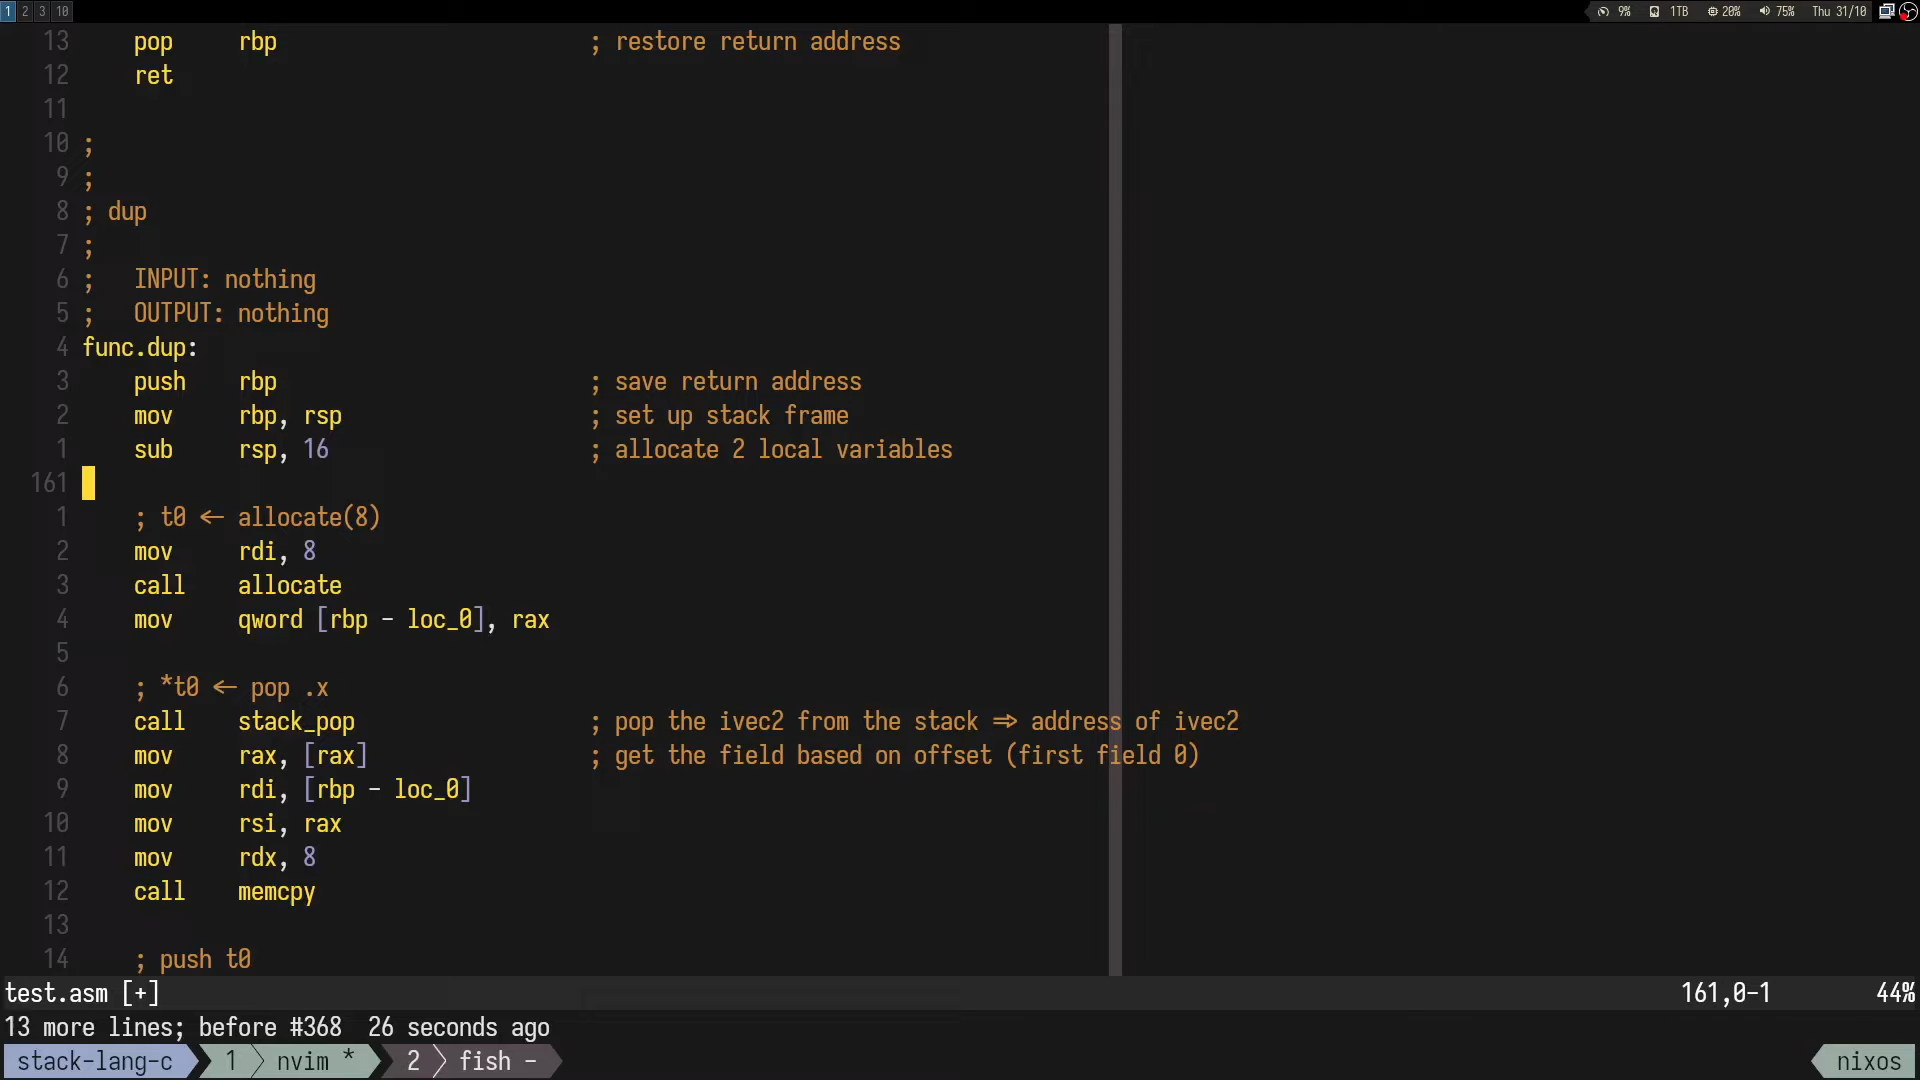 1 2 3 10 9% 1TB 20% 75% Thu 31/10
13 pop rbp ; restore return address
12 ret
11
10 ;
9 ;
8 ; dup
7 ;
6 ; INPUT: nothing
5 ; OUTPUT: nothing
4 func.dup:
3 push rbp ; save return address
2 mov rbp, rsp ; set up stack frame
1 sub rsp, 16 ; allocate 2 local variables
161
1 ; t0 <- allocate(8)
2 mov rdi, 8
3 call allocate
4 mov qword [rbp - loc_0], rax
5
6 ; *t0 <- pop .x
7 call stack_pop ; pop the ivec2 from the stack => address of ivec2
8 mov rax, [rax] ; get the field based on offset (first field 0)
9 mov rdi, [rbp - loc_0]
10 mov rsi, rax
11 mov rdx, 8
12 call memcpy
13
14 ; push t0
test.asm [+] 161,0-1 44%
13 more lines; before #368 26 seconds ago
stack-lang-c 1 nvim * 2 fish - nixos